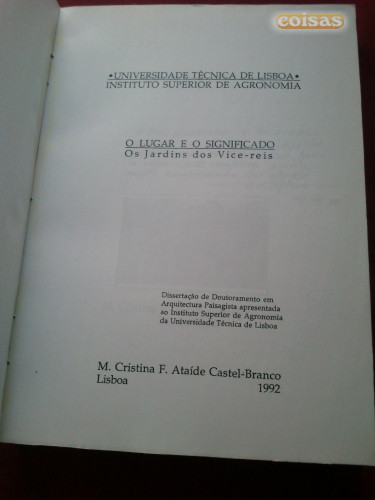 coisas
•UNIVERSIDADE TÉCNICA DE LISBOA•
INSTITUTO SUPERIOR DE AGRONOMIA
O LUGAR E O SIGNIFICADO
Os Jardins dos Vice-reis
Dissertação de Doutoramento em
Arquitectura Paisagista apresentada
ao Instituto Superior de Agronomia
da Universidade Técnica de Lisboa
M. Cristina F. Ataíde Castel-Branco
Lisboa 1992